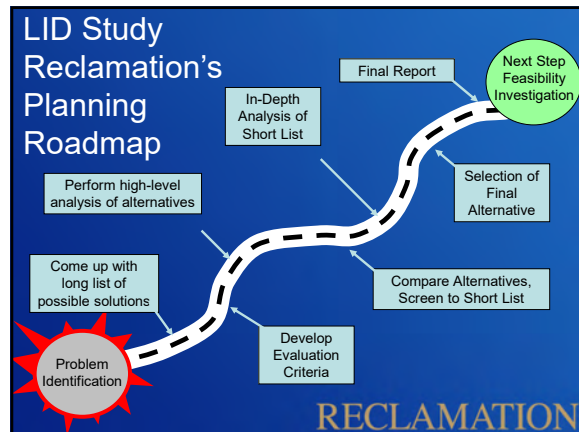 LID Study
Reclamation's
Planning
Roadmap
Final Report
Next Step
Feasibility
Investigation
In-Depth
Analysis of
Short List
Perform high-level
analysis of alternatives
Selection of
Final
Alternative
Come up with
long list of
possible solutions
Compare Alternatives,
Screen to Short List
Develop
Evaluation
Criteria
Problem
Identification
RECLAMATION